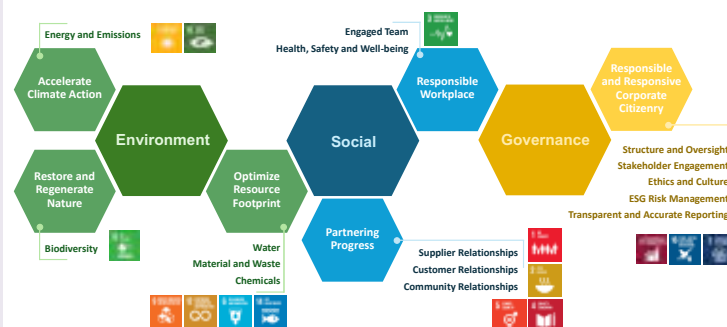 Energy and Emissions
Accelerate
Climate Action
Environment
Restore and
Regenerate
Nature
Biodiversity
Optimize
Resource
Footprint
Water
Material and Waste
Chemicals
Engaged Team
Health, Safety and Well-being
Social
Responsible
Workplace
Partnering
Progress
Supplier Relationships
Customer Relationships
Community Relationships
Governance
Responsible
and Responsive
Corporate
Citizenry
Structure and Oversight
Stakeholder Engagement
Ethics and Culture
ESG Risk Management
Transparent and Accurate Reporting